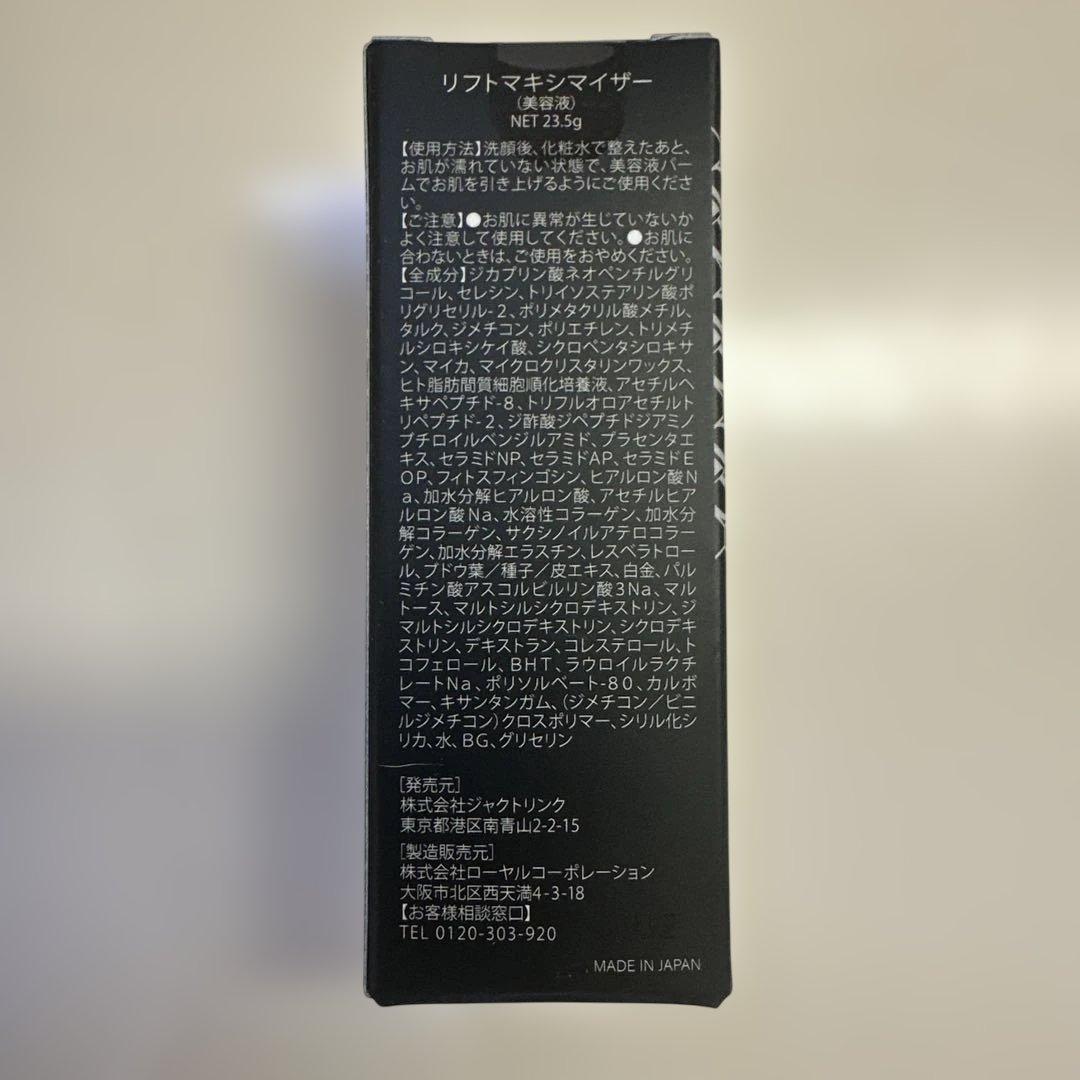 リフトマキシマイザー
（美容液）
NET 23.5g
【使用方法】洗顔後、化粧水で整えたあと、
お肌が濡れていない状態で、美容液バー
ムでお肌を引き上げるようにご使用くださ
い。
【ご注意】●お肌に異常が生じていないか
よく注意して使用してください。●お肌に
合わないときは、ご使用をおやめください。
【全成分】ジカプリン酸ネオペンチルグリ
コール、セレシン、トリイソステアリン酸ポ
リグリセリル-2、ポリメタクリル酸メチル、
タルク、ジメチコン、ポリエチレン、トリメチ
ルシロキシケイ酸、シクロペンタシロキサ
ン、マイカ、マイクロクリスタリンワックス、
ヒト脂肪間質細胞順化培養液、アセチルヘ
キサペプチド-8、トリフルオロアセチルト
リペプチド-2、ジ酢酸ジペプチドジアミノ
ブチロイルベンジルアミド、プラセンタエ
キス、セラミドNP、セラミドAP、セラミドE
OP、フィトスフィンゴシン、ヒアルロン酸N
a、加水分解ヒアルロン酸、アセチルヒア
ルロン酸Na、水溶性コラーゲン、加水分
解コラーゲン、サクシノイルアテロコラー
ゲン、加水分解エラスチン、レスベラトロー
ル、ブドウ葉／種子／皮エキス、白金、パル
ミチン酸アスコルビルリン酸3Na、マル
トース、マルトシルシクロデキストリン、ジ
マルトシルシクロデキストリン、シクロデキ
ストリン、デキストラン、コレステロール、ト
コフェロール、BHT、ラウロイルラクチ
レートNa、ポリソルベート-80、カルボ
マー、キサンタンガム、（ジメチコン／ビニ
ルジメチコン）クロスポリマー、シリル化シ
リカ、水、BG、グリセリン
［発売元］
株式会社ジャクトリンク
東京都港区南青山2-2-15
［製造販売元］
株式会社ローヤルコーポレーション
大阪市北区西天満4-3-18
【お客様相談窓口】
TEL 0120-303-920
MADE IN JAPAN